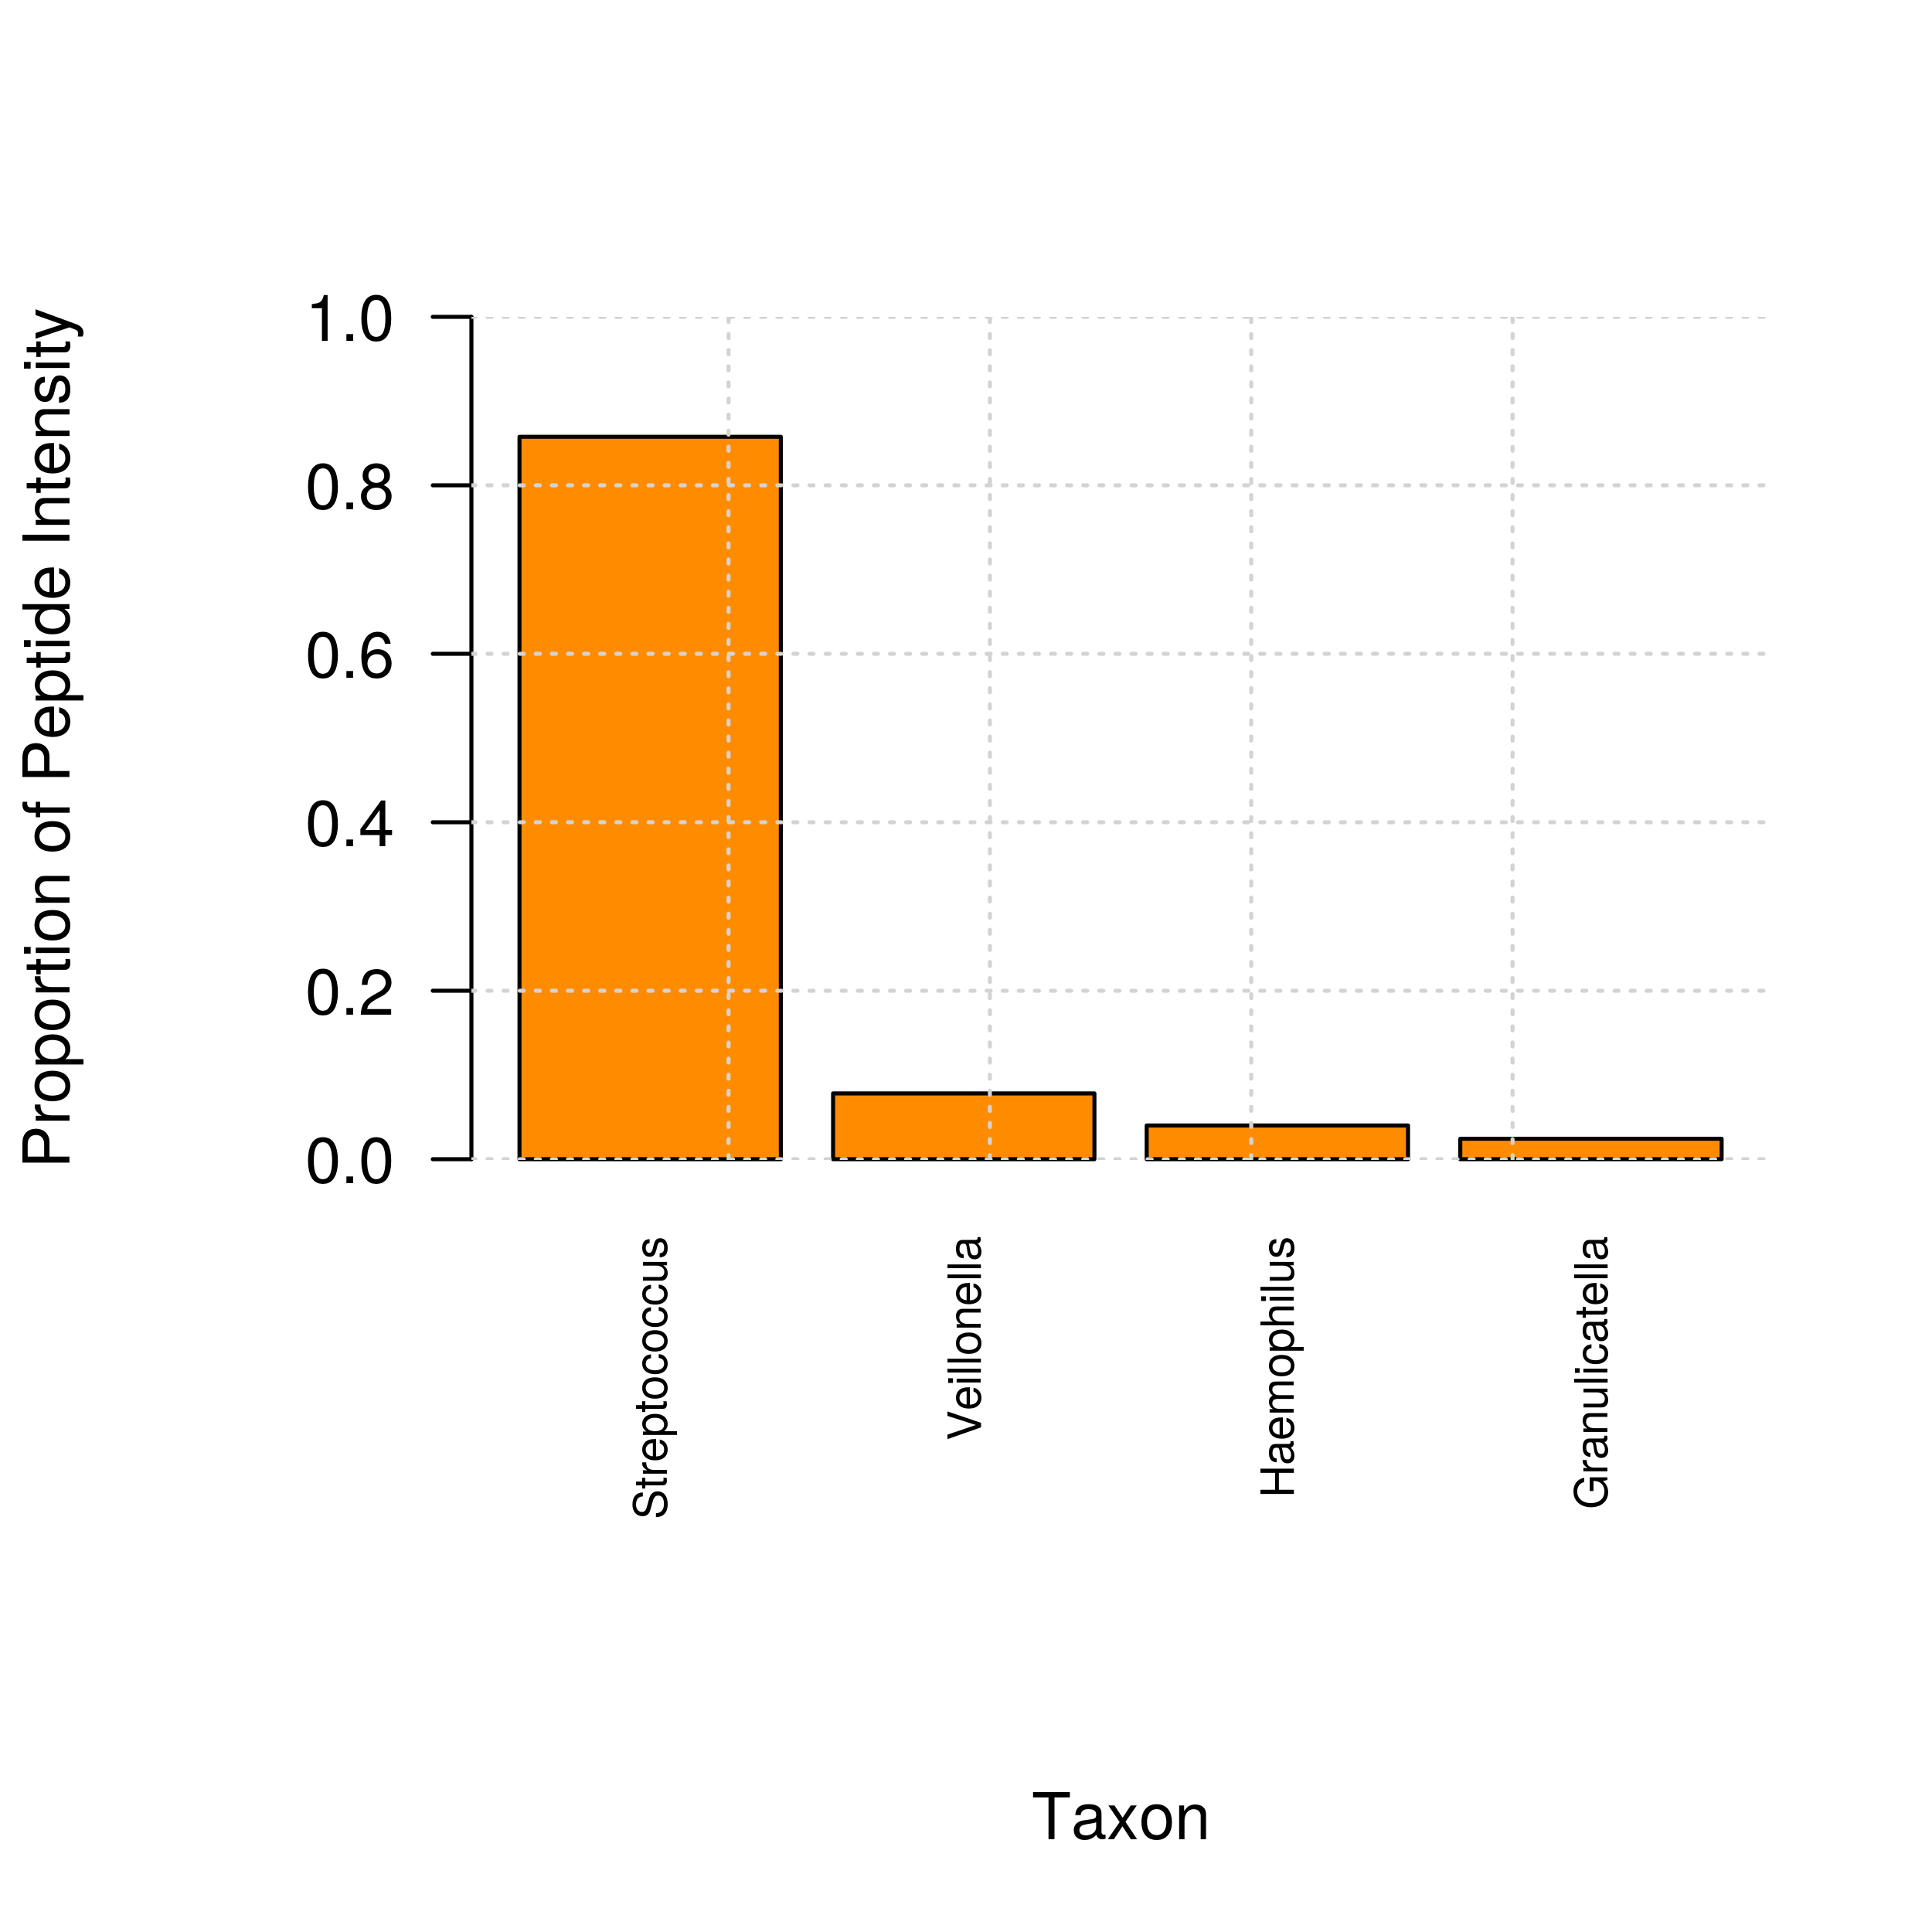 Proportion of Peptide Intensity
1.0
0.8
0.6
0.4
0.2
0.0
Streptococcus
Veillonella
Haemophilus
Granulicatella
Taxon